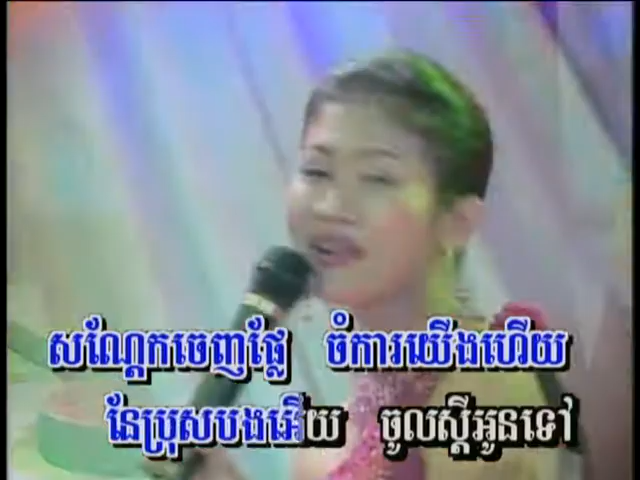 សណ្ដែកចេញផ្លែ ចំការយើងហើយ
នែប្រុសបងអើយ ចូលស្ដីអូនទៅ